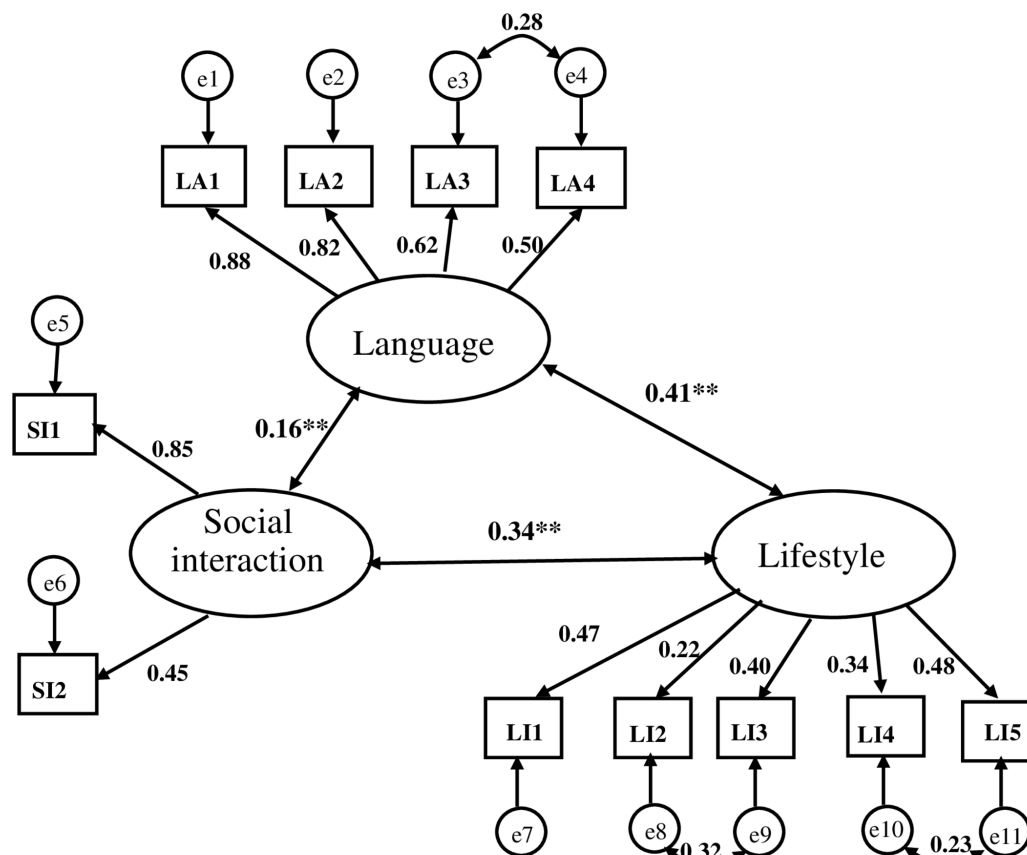 0.28
e1
e2
e3
e4
LA1
LA2
LA3
LA4
0.88
0.82
0.62
0.50
e5
Language
SI1
0.85
0.16**
0.41**
Social
interaction
0.34**
Lifestyle
e6
SI2
0.45
0.47
0.22
0.40
0.34
0.48
LI1
LI2
LI3
LI4
LI5
e7
e8
e9
e10
e11
0.32
0.23